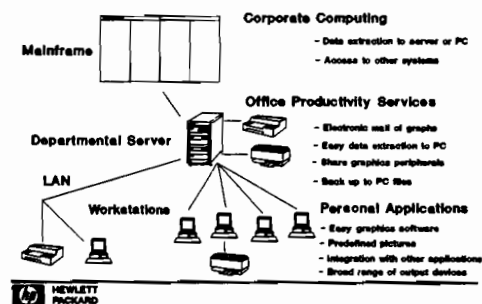 Corporate Computing
- Data extraction to server or PC
Mainframe
- Access to other systems
Office Productivity Services
- Electronic mail of graphs
Departmental Server
- Easy data extraction to PC
- Share graphics peripherals
LAN
- Back up to PC files
Workstations
Personal Applications
- Easy graphics software
- Predefined pictures
- Integration with other applications
- Broad range of output devices
hp HEWLETT
PACKARD